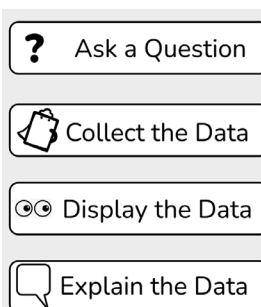 ? Ask a Question
Collect the Data
Display the Data
Explain the Data